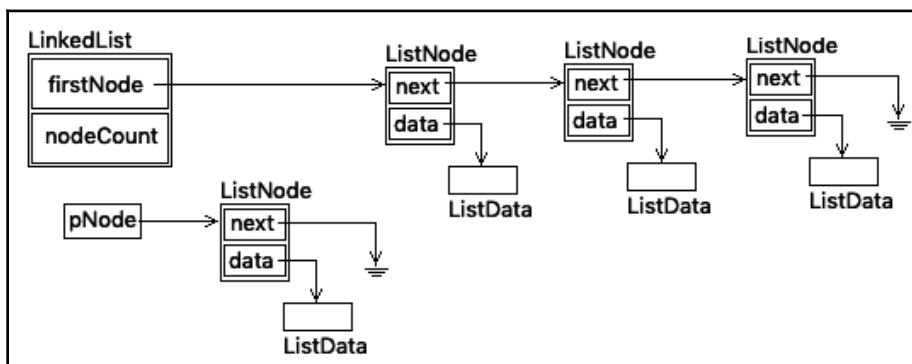 LinkedList
firstNode
nodeCount
ListNode
next
data
ListData
ListNode
next
data
ListData
ListNode
next
data
ListData
pNode
ListNode
next
data
ListData